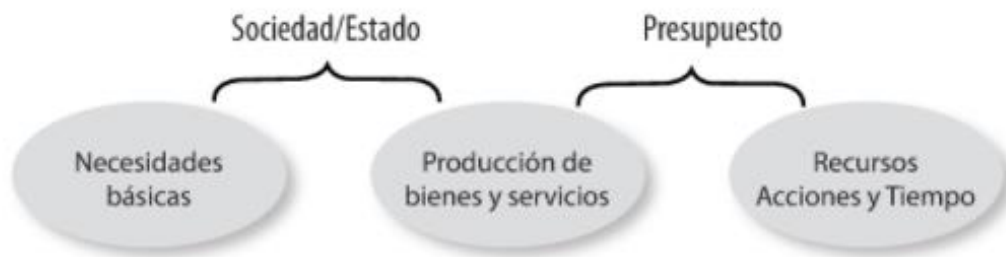 Sociedad/Estado
Presupuesto
Necesidades
básicas
Producción de
bienes y servicios
Recursos
Acciones y Tiempo